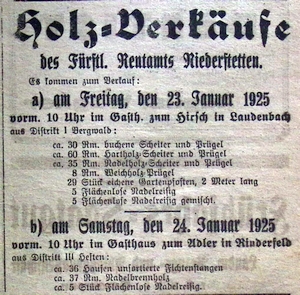 Holz-Verkäufe
des Fürstl. Rentamts Niederstetten.
Es kommen zum Verkauf:
a) am Freitag, den 23. Januar 1925
vorm. 10 Uhr im Gasth. zum Hirsch in Laudenbach
aus Distrikt I Bergwald:
ca. 30 Rm. buchene Scheiter und Prügel
ca. 60 Rm. Hartholz-Scheiter und Prügel
ca. 35 Rm. Nadelholz-Scheiter und Prügel
8 Rm. Weichholz-Prügel
29 Stück eichene Gartenpfosten, 2 Meter lang
5 Flächenlose Nadelreisig
5 Flächenlose Nadelreisig gemischt.
b) am Samstag, den 24. Januar 1925
vorm. 10 Uhr im Gasthaus zum Adler in Rinderfeld
aus Distrikt III
ca. 36 Haufen unsortierte Fichtenstangen
ca. 37 Rm. Nadelbrennholz
ca. 5 Stück Flächenlose Nadelreisig.